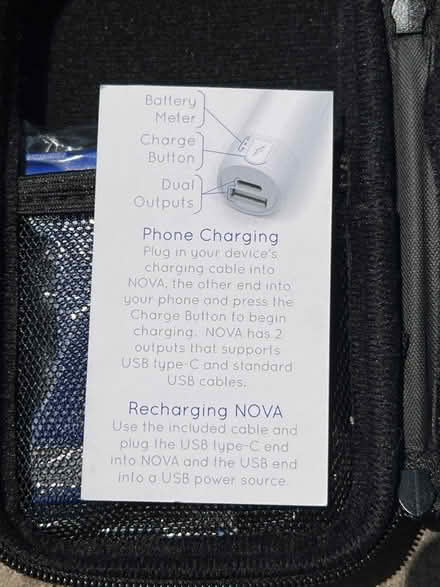 Battery
Meter
Charge
Button
Dual
Outputs
Phone Charging
Plug in your device's
charging cable into
NOVA, the other end into
your phone and press the
Charge Button to begin
charging. NOVA has 2
outputs that supports
USB type-C and standard
USB cables.
Recharging NOVA
Use the included cable and
plug the USB type-C end
into NOVA and the USB end
into a USB power source.